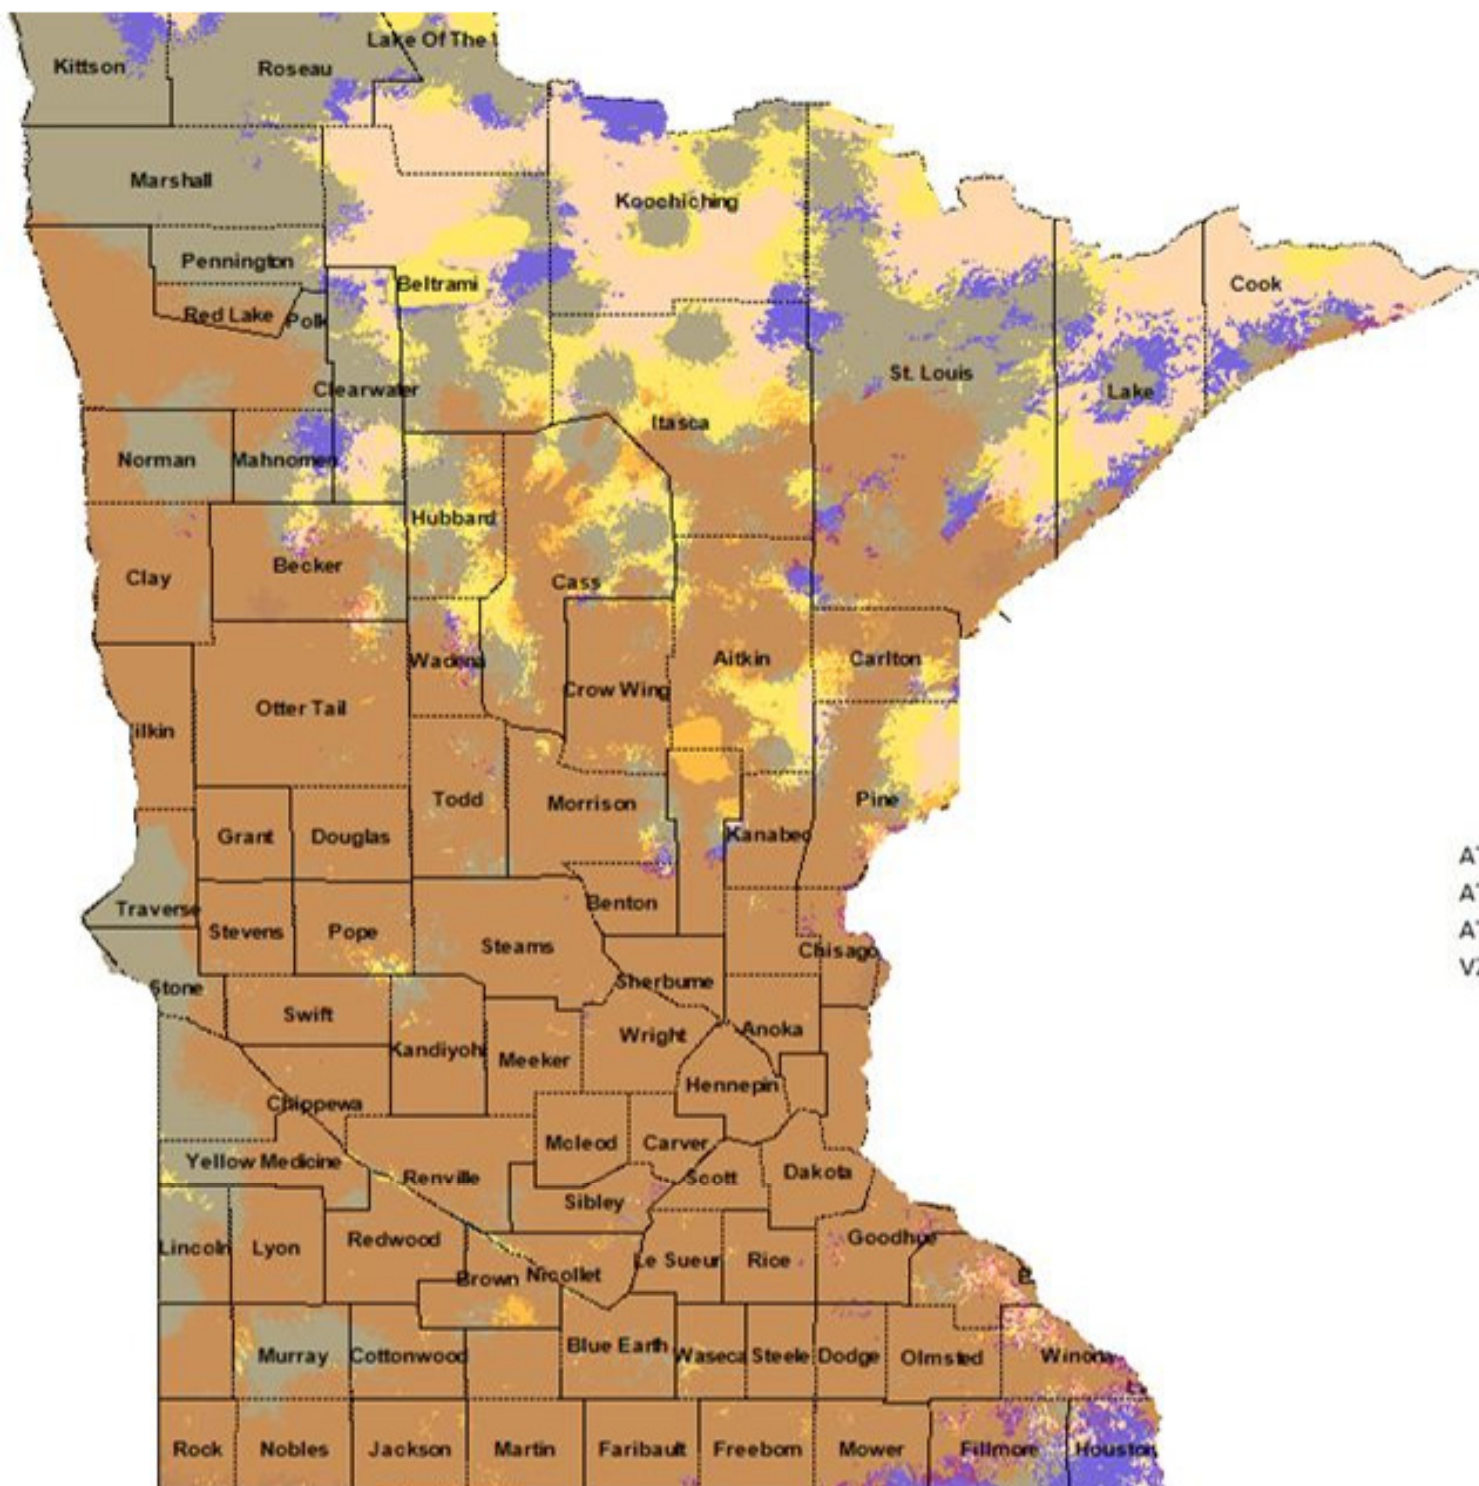 Lake Of The
Kittson
Roseau
Marshall
Koochiching
Pennington
Beltrami
Cook
Red Lake
Polk
St. Louis
Clearwater
Lake
Itasca
Norman
Mahnomen
Hubbard
Becker
Clay
Cass
Wadena
Aitkin
Carlton
Crow Wing
Otter Tail
ilkin
Todd
Morrison
Pine
Grant
Douglas
Kanabec
Benton
Traverse
Stevens
Pope
Stearns
Chisago
Sherburne
Stone
Swift
Wright
Anoka
Kandiyohi
Meeker
Hennepin
Chippewa
Mcleod
Carver
Yellow Medicine
Renville
Scott
Dakota
Sibley
Lincoln
Lyon
Redwood
Le Sueur
Rice
Goodhue
Brown
Nicollet
Murray
Cottonwood
Blue Earth
Waseca
Steele
Dodge
Olmsted
Winona
Rock
Nobles
Jackson
Martin
Faribault
Freeborn
Mower
Fillmore
Houston